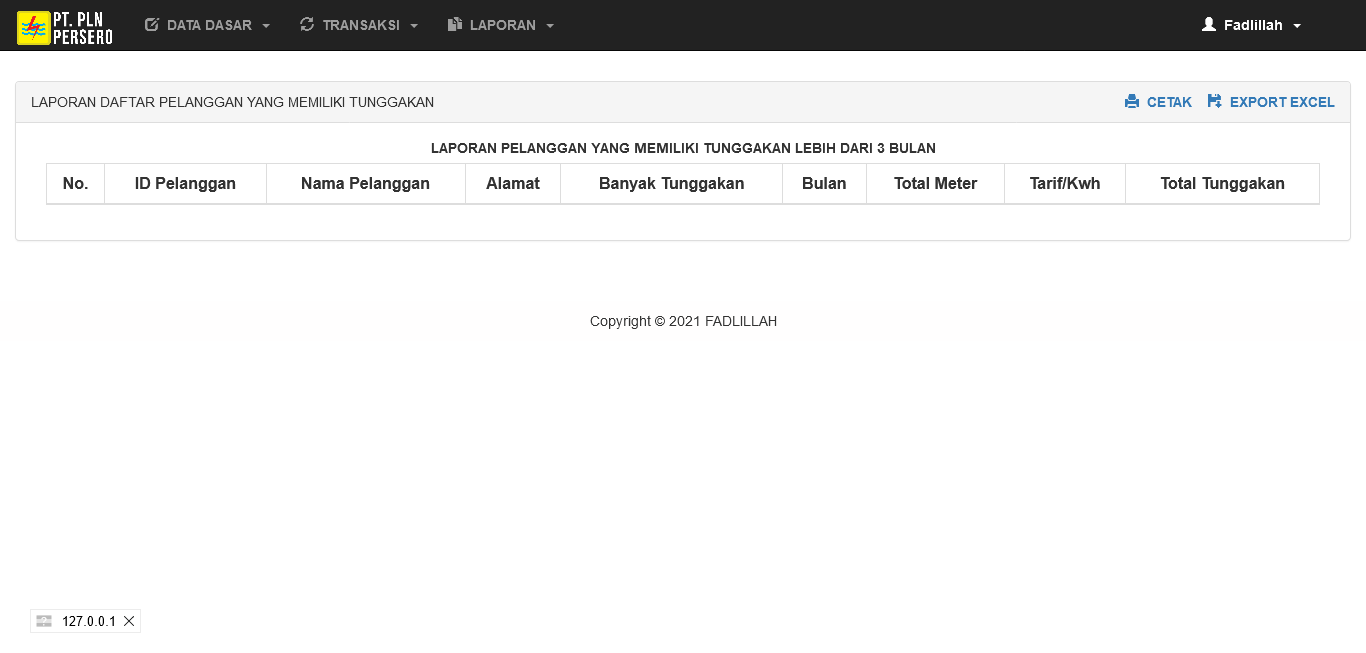 PT. PLN
PERSERO
DATA DASAR
TRANSAKSI
LAPORAN
Fadlillah
LAPORAN DAFTAR PELANGGAN YANG MEMILIKI TUNGGAKAN
CETAK
EXPORT EXCEL
LAPORAN PELANGGAN YANG MEMILIKI TUNGGAKAN LEBIH DARI 3 BULAN
No. ID Pelanggan Nama Pelanggan Alamat Banyak Tunggakan Bulan Total Meter Tarif/Kwh Total Tunggakan
Copyright © 2021 FADLILLAH
127.0.0.1